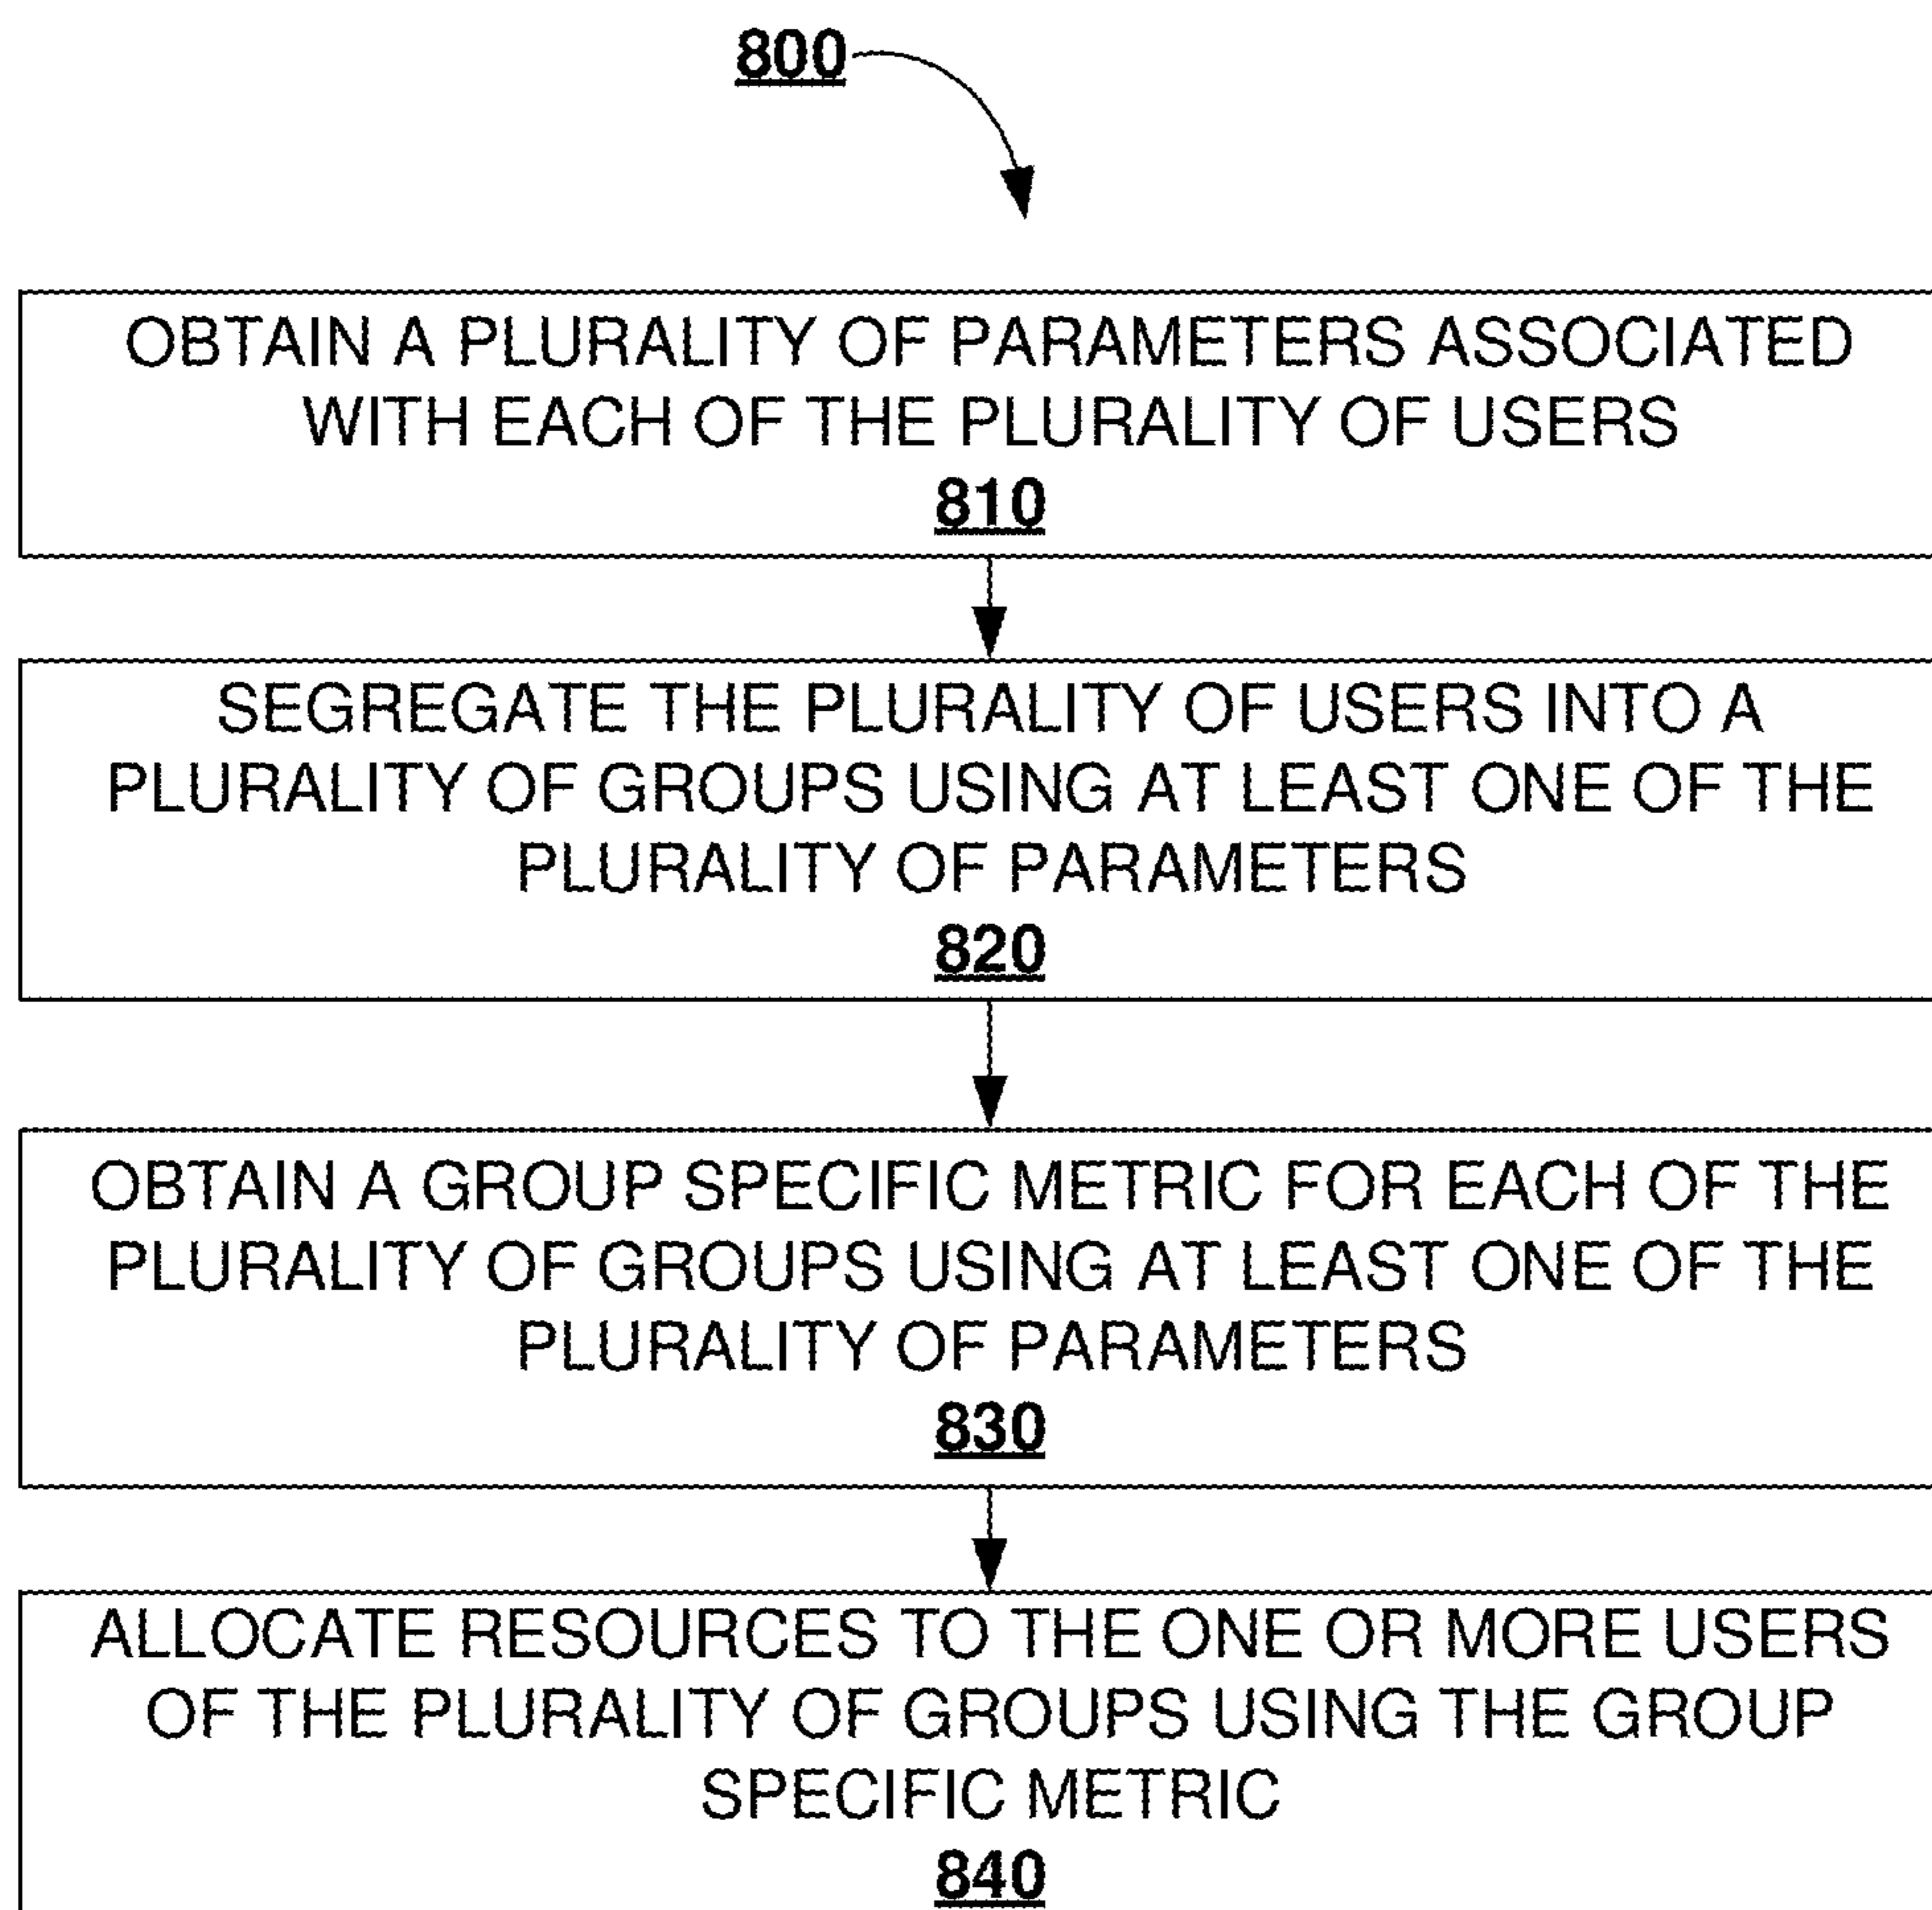 800
OBTAIN A PLURALITY OF PARAMETERS ASSOCIATED
WITH EACH OF THE PLURALITY OF USERS
810
SEGREGATE THE PLURALITY OF USERS INTO A
PLURALITY OF GROUPS USING AT LEAST ONE OF THE
PLURALITY OF PARAMETERS
820
OBTAIN A GROUP SPECIFIC METRIC FOR EACH OF THE
PLURALITY OF GROUPS USING AT LEAST ONE OF THE
PLURALITY OF PARAMETERS
830
ALLOCATE RESOURCES TO THE ONE OR MORE USERS
OF THE PLURALITY OF GROUPS USING THE GROUP
SPECIFIC METRIC
840